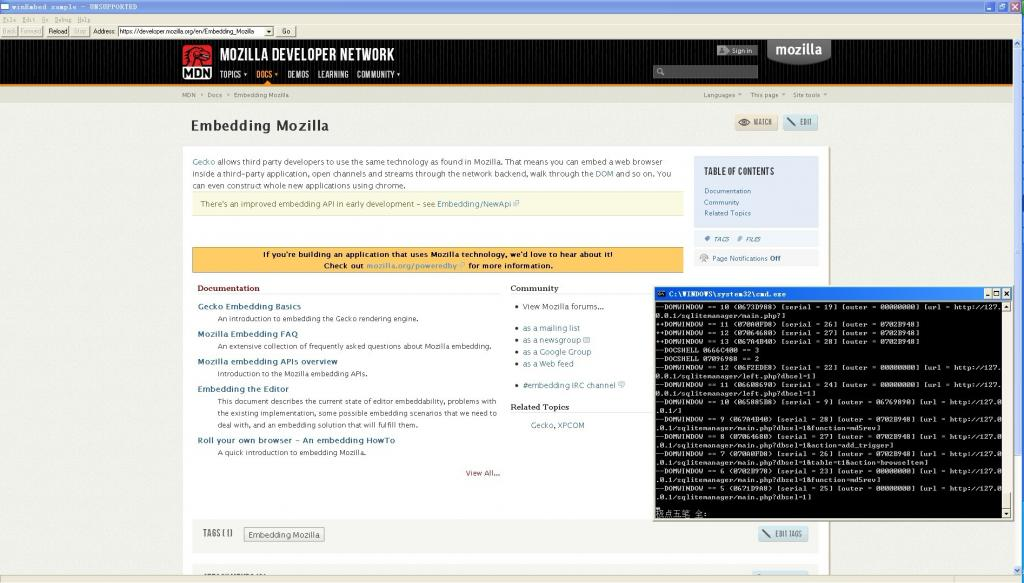 winEmbed sample - UNSUPPORTED
File Edit Go Debug Help
Back Forward Reload Stop Address: https://developer.mozilla.org/en/Embedding_Mozilla Go
Sign in mozilla
MOZILLA DEVELOPER NETWORK
MDN TOPICS DOCS DEMOS LEARNING COMMUNITY
MDN Docs Embedding Mozilla Languages This page Site tools
Embedding Mozilla WATCH EDIT
Gecko allows third party developers to use the same technology as found in Mozilla. That means you can embed a web browser
inside a third-party application, open channels and streams through the network backend, walk through the DOM and so on. You
can even construct whole new applications using chrome.
There's an improved embedding API in early development - see Embedding/NewApi
If you're building an application that uses Mozilla technology, we'd love to hear about it!
Check out mozilla.org/poweredby for more information.
TABLE OF CONTENTS
Documentation
Community
Related Topics
TAGS FILES
Page Notifications Off
Documentation
Gecko Embedding Basics
An introduction to embedding the Gecko rendering engine.
Mozilla Embedding FAQ
An extensive collection of frequently asked questions about Mozilla embedding.
Mozilla embedding APIs overview
Introduction to the Mozilla embedding APIs.
Embedding the Editor
This document describes the current state of editor embeddability, problems with
the existing implementation, some possible embedding scenarios that we need to
deal with, and an embedding solution that will fulfill them.
Roll your own browser - An embedding HowTo
A quick introduction to embedding Mozilla.
View All...
Community
View Mozilla forums...
as a mailing list
as a newsgroup
as a Google Group
as a Web feed
#embedding IRC channel
Related Topics
Gecko, XPCOM
C:\WINDOWS\system32\cmd.exe
--DOMWINDOW == 10 (0673D988) [serial = 19] [outer = 00000000] [url = http://127.
0.0.1/sqlitemanager/main.php?]
++DOMWINDOW == 11 (070A0FD8) [serial = 26] [outer = 0702B948]
++DOMWINDOW == 12 (07064680) [serial = 27] [outer = 0702B948]
++DOMWINDOW == 13 (067A4B40) [serial = 28] [outer = 0702B948]
--DOCSHELL 0666C400 == 3
--DOCSHELL 07096988 == 2
--DOMWINDOW == 12 (06F2EDE8) [serial = 22] [outer = 00000000] [url = http://127.
0.0.1/sqlitemanager/left.php?dbsel=1]
--DOMWINDOW == 11 (06608690) [serial = 24] [outer = 00000000] [url = http://127.
0.0.1/sqlitemanager/left.php?dbsel=1]
--DOMWINDOW == 10 (065885B8) [serial = 9] [outer = 06769890] [url = http://127.0
.0.1/]
--DOMWINDOW == 9 (067A4B40) [serial = 28] [outer = 0702B948] [url = http://127.0
.0.1/sqlitemanager/main.php?dbsel=1&function=md5rev]
--DOMWINDOW == 8 (07064680) [serial = 27] [outer = 0702B948] [url = http://127.0
.0.1/sqlitemanager/main.php?dbsel=1&action=add_trigger]
--DOMWINDOW == 7 (070A0FD8) [serial = 26] [outer = 0702B948] [url = http://127.0
.0.1/sqlitemanager/main.php?dbsel=1&table=t1&action=browseItem]
--DOMWINDOW == 6 (0702B978) [serial = 23] [outer = 00000000] [url = http://127.0
.0.1/sqlitemanager/main.php?dbsel=1&function=md5rev]
--DOMWINDOW == 5 (0671D9A8) [serial = 25] [outer = 00000000] [url = http://127.0
.0.1/sqlitemanager/main.php?dbsel=1]
极点五笔 全:
TAGS (1) Embedding Mozilla EDIT TAGS